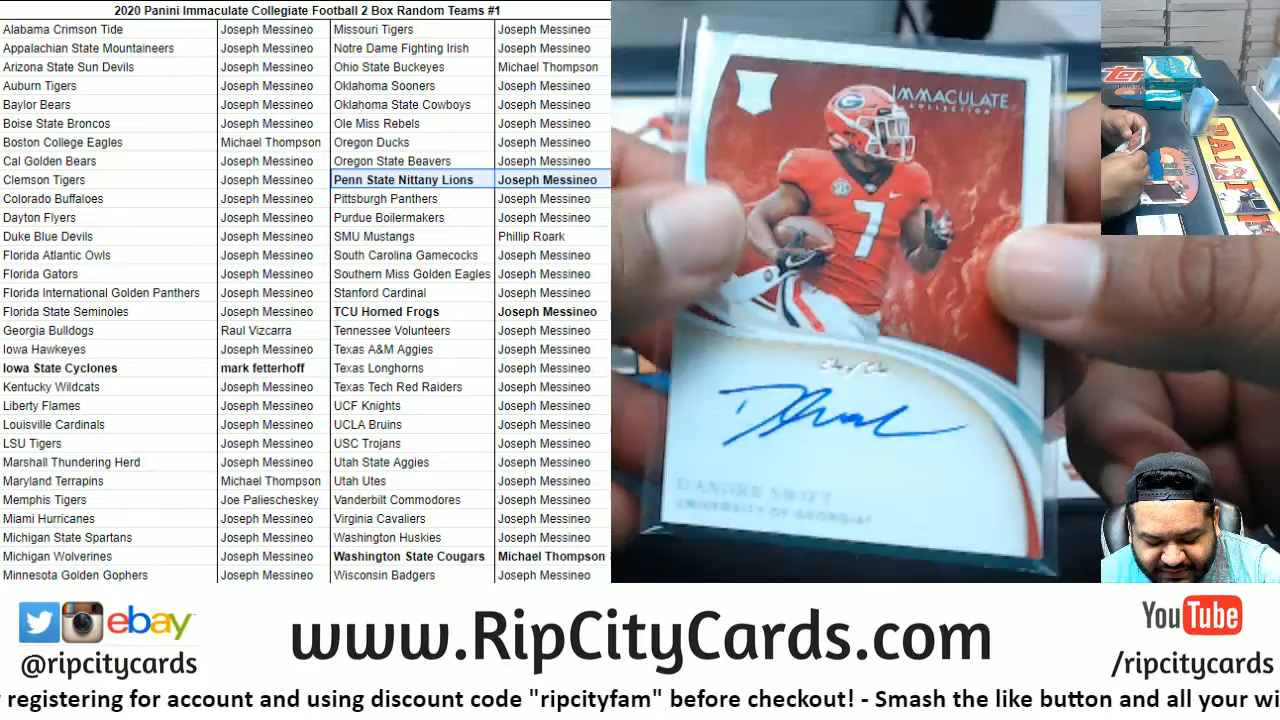 2020 Panini Immaculate Collegiate Football 2 Box Random Teams #1
Alabama Crimson Tide Joseph Messineo Missouri Tigers Joseph Messineo
Appalachian State Mountaineers Joseph Messineo Notre Dame Fighting Irish Joseph Messineo
Arizona State Sun Devils Joseph Messineo Ohio State Buckeyes Michael Thompson
Auburn Tigers Joseph Messineo Oklahoma Sooners Joseph Messineo
Baylor Bears Joseph Messineo Oklahoma State Cowboys Joseph Messineo
Boise State Broncos Joseph Messineo Ole Miss Rebels Joseph Messineo
Boston College Eagles Michael Thompson Oregon Ducks Joseph Messineo
Cal Golden Bears Joseph Messineo Oregon State Beavers Joseph Messineo
Clemson Tigers Joseph Messineo Penn State Nittany Lions Joseph Messineo
Colorado Buffaloes Joseph Messineo Pittsburgh Panthers Joseph Messineo
Dayton Flyers Joseph Messineo Purdue Boilermakers Joseph Messineo
Duke Blue Devils Joseph Messineo SMU Mustangs Phillip Roark
Florida Atlantic Owls Joseph Messineo South Carolina Gamecocks Joseph Messineo
Florida Gators Joseph Messineo Southern Miss Golden Eagles Joseph Messineo
Florida International Golden Panthers Joseph Messineo Stanford Cardinal Joseph Messineo
Florida State Seminoles Joseph Messineo TCU Horned Frogs Joseph Messineo
Georgia Bulldogs Raul Vizcarra Tennessee Volunteers Joseph Messineo
Iowa Hawkeyes Joseph Messineo Texas A&M Aggies Joseph Messineo
Iowa State Cyclones mark fetterhoff Texas Longhorns Joseph Messineo
Kentucky Wildcats Joseph Messineo Texas Tech Red Raiders Joseph Messineo
Liberty Flames Joseph Messineo UCF Knights Joseph Messineo
Louisville Cardinals Joseph Messineo UCLA Bruins Joseph Messineo
LSU Tigers Joseph Messineo USC Trojans Joseph Messineo
Marshall Thundering Herd Joseph Messineo Utah State Aggies Joseph Messineo
Maryland Terrapins Michael Thompson Utah Utes Joseph Messineo
Memphis Tigers Joe Paliescheskey Vanderbilt Commodores Joseph Messineo
Miami Hurricanes Joseph Messineo Virginia Cavaliers Joseph Messineo
Michigan State Spartans Joseph Messineo Washington Huskies Joseph Messineo
Michigan Wolverines Joseph Messineo Washington State Cougars Michael Thompson
Minnesota Golden Gophers Joseph Messineo Wisconsin Badgers Joseph Messineo
IMMACULATE
COLLECTION
7
One/One
D'ANDRE SWIFT
UNIVERSITY OF GEORGIA
ebay
@ripcitycards
www.RipCityCards.com
YouTube
/ripcitycards
registering for account and using discount code "ripcityfam" before checkout! - Smash the like button and all your wi